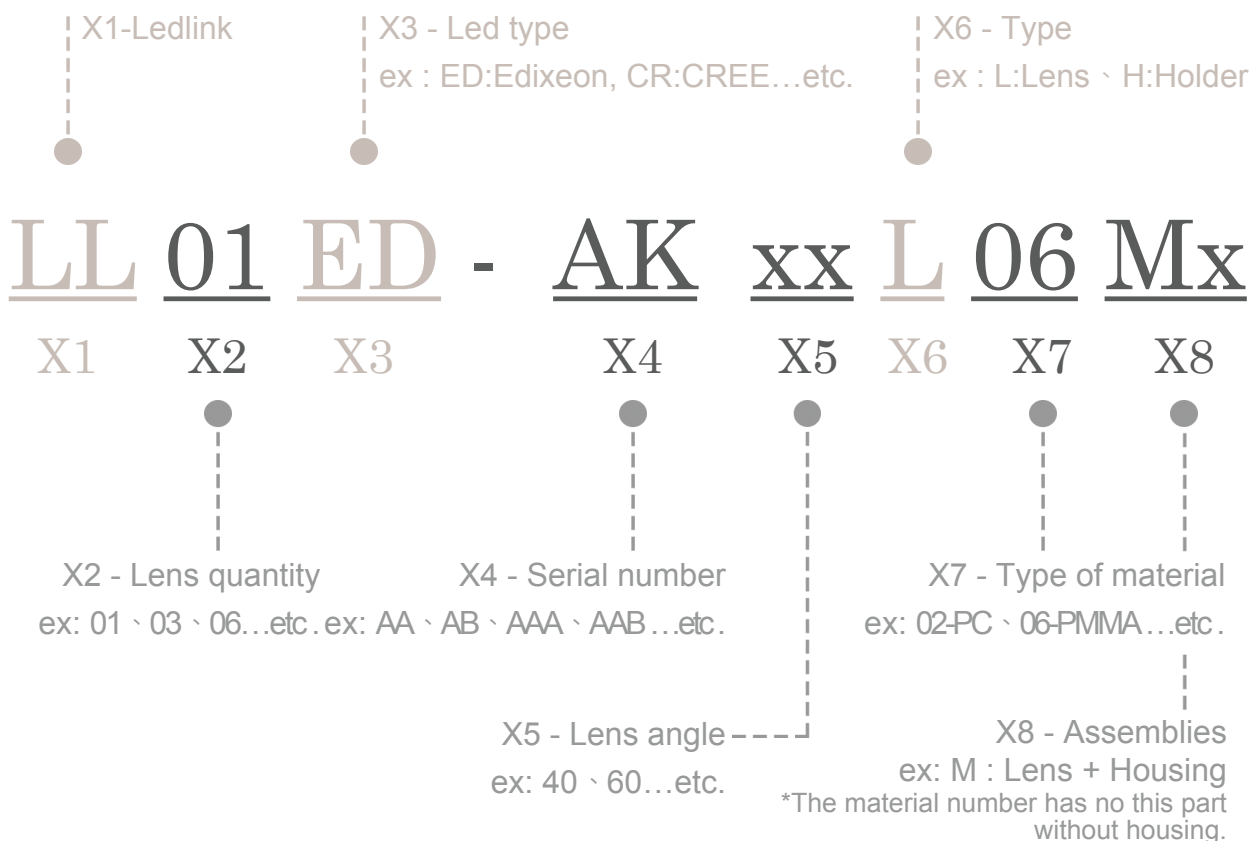 X1-Ledlink
X3 - Led type
ex : ED:Edixeon, CR:CREE…etc.
X6 - Type
ex : L:Lens、H:Holder
LL 01 ED - AK xx L 06 Mx
X1 X2 X3 X4 X5 X6 X7 X8
X2 - Lens quantity
ex: 01、03、06…etc.
X4 - Serial number
ex: AA、AB、AAA、AAB…etc.
X7 - Type of material
ex: 02-PC、06-PMMA…etc.
X5 - Lens angle
ex: 40、60…etc.
X8 - Assemblies
ex: M : Lens + Housing
*The material number has no this part
without housing.